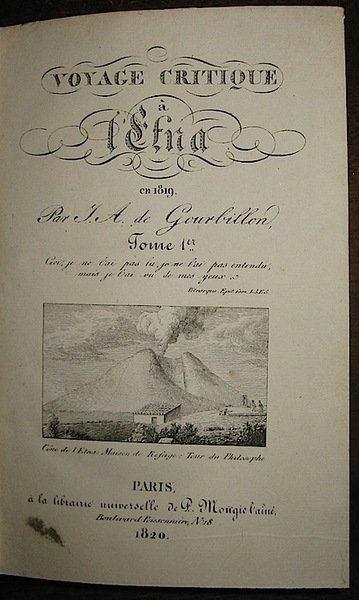 VOYAGE CRITIQUE
à
l'Etna
en 1819.
Par J. A. de Gourbillon,
Tome 1er
Ceci, je ne l'ai pas lu, je ne l'ai pas entendu,
mais je l'ai vu de mes yeux.
Petrarque,
Cône de l'Etna: Maison de Refuge: Tour du Philosophe
PARIS,
à la librairie universelle de P. Mongie l'aîné,
Boulevard Poissonnière, No 18
1820.